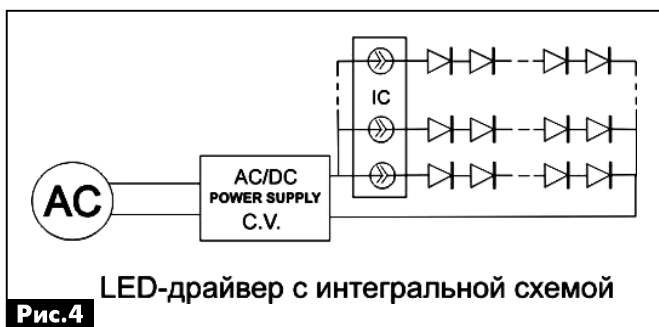 IC
AC
AC/DC
POWER SUPPLY
C.V.
LED-драйвер с интегральной схемой
Рис.4